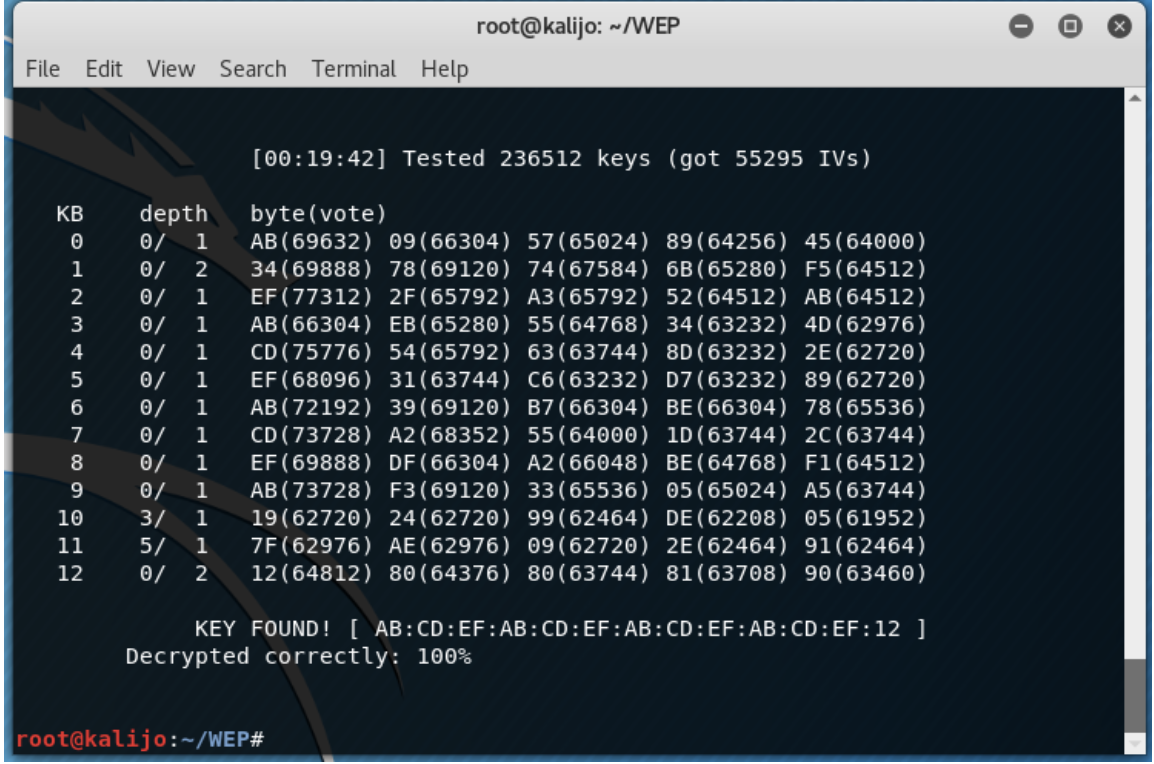 root@kalijo: ~/WEP
File Edit View Search Terminal Help
[00:19:42] Tested 236512 keys (got 55295 IVs)
KB depth byte(vote)
0 0/ 1 AB(69632) 09(66304) 57(65024) 89(64256) 45(64000)
1 0/ 2 34(69888) 78(69120) 74(67584) 6B(65280) F5(64512)
2 0/ 1 EF(77312) 2F(65792) A3(65792) 52(64512) AB(64512)
3 0/ 1 AB(66304) EB(65280) 55(64768) 34(63232) 4D(62976)
4 0/ 1 CD(75776) 54(65792) 63(63744) 8D(63232) 2E(62720)
5 0/ 1 EF(68096) 31(63744) C6(63232) D7(63232) 89(62720)
6 0/ 1 AB(72192) 39(69120) B7(66304) BE(66304) 78(65536)
7 0/ 1 CD(73728) A2(68352) 55(64000) 1D(63744) 2C(63744)
8 0/ 1 EF(69888) DF(66304) A2(66048) BE(64768) F1(64512)
9 0/ 1 AB(73728) F3(69120) 33(65536) 05(65024) A5(63744)
10 3/ 1 19(62720) 24(62720) 99(62464) DE(62208) 05(61952)
11 5/ 1 7F(62976) AE(62976) 09(62720) 2E(62464) 91(62464)
12 0/ 2 12(64812) 80(64376) 80(63744) 81(63708) 90(63460)
KEY FOUND! [ AB:CD:EF:AB:CD:EF:AB:CD:EF:AB:CD:EF:12 ]
Decrypted correctly: 100%
root@kalijo:~/WEP#